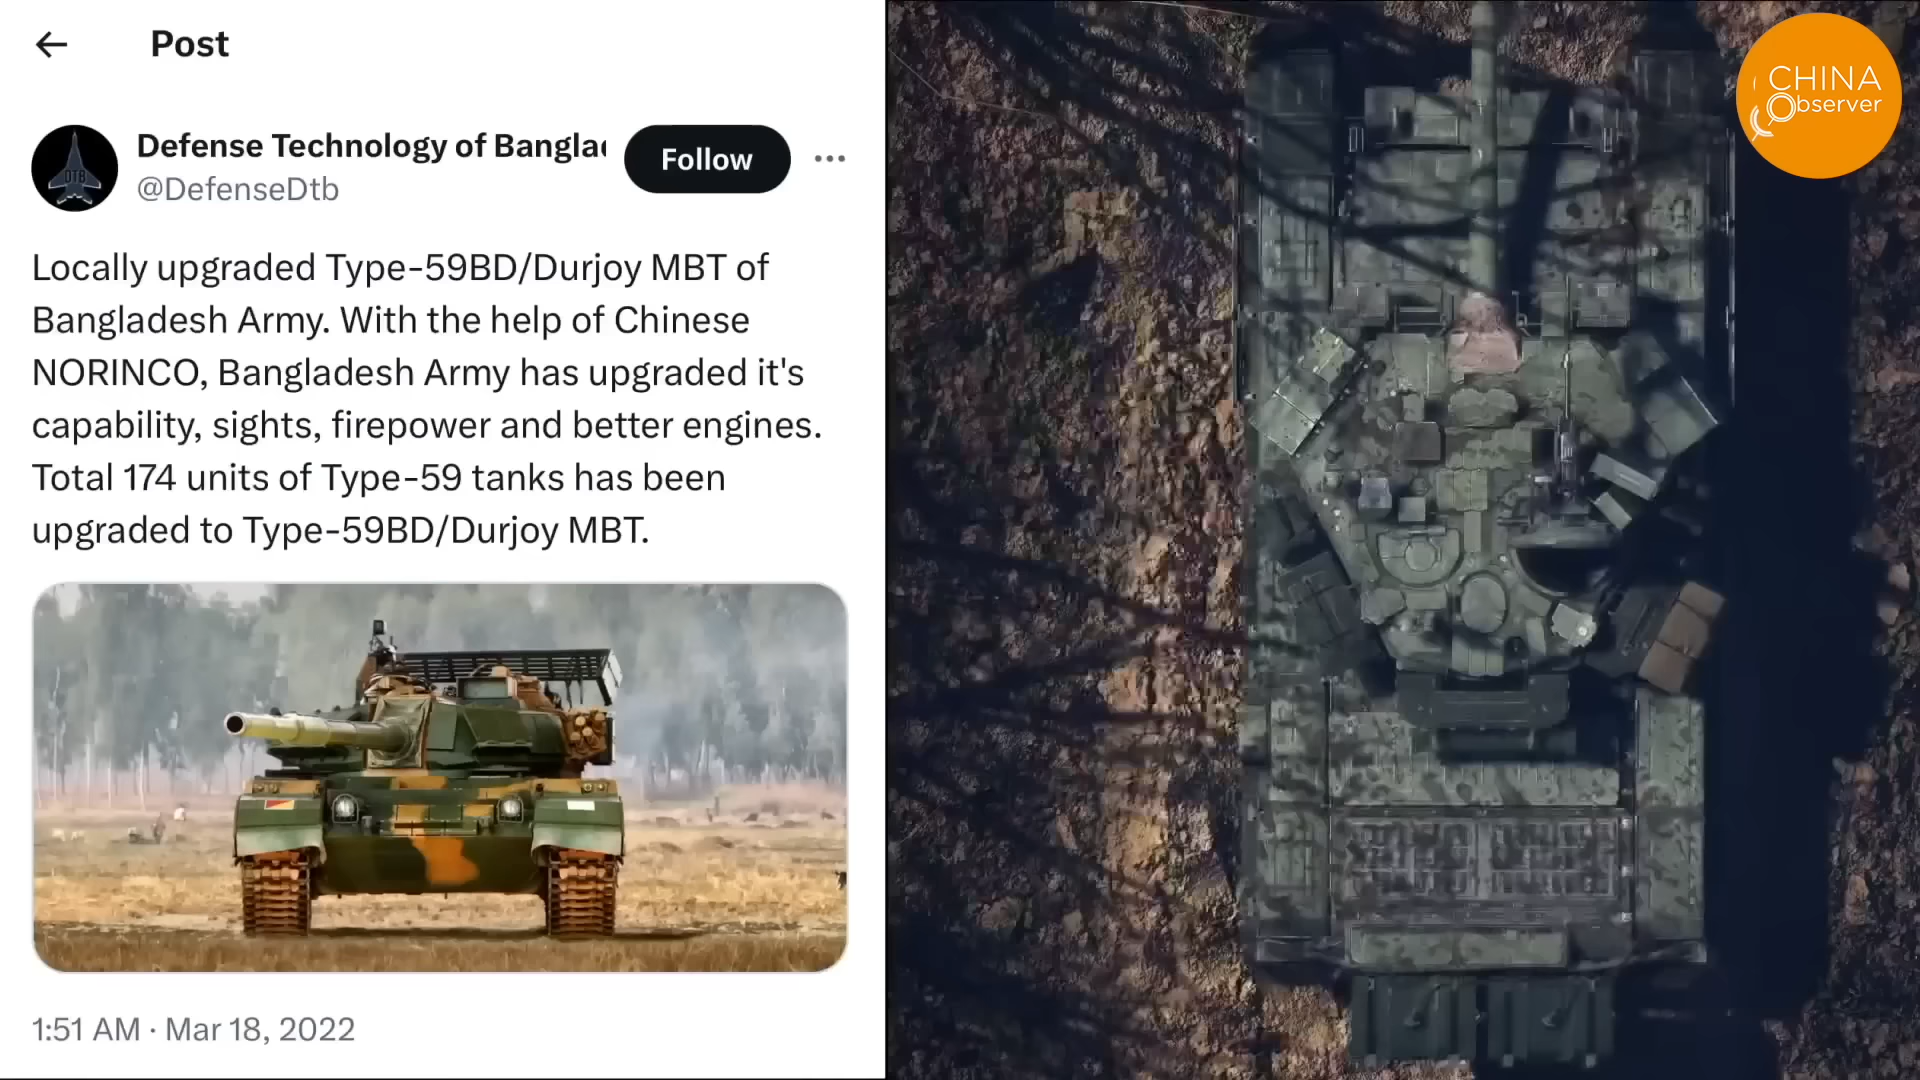 Post
Defense Technology of Bangla
Follow
@DefenseDtb
Locally upgraded Type-59BD/Durjoy MBT of
Bangladesh Army. With the help of Chinese
NORINCO, Bangladesh Army has upgraded it's
capability, sights, firepower and better engines.
Total 174 units of Type-59 tanks has been
upgraded to Type-59BD/Durjoy MBT.
1:51 AM · Mar 18, 2022
CHINA
Observer
DTB